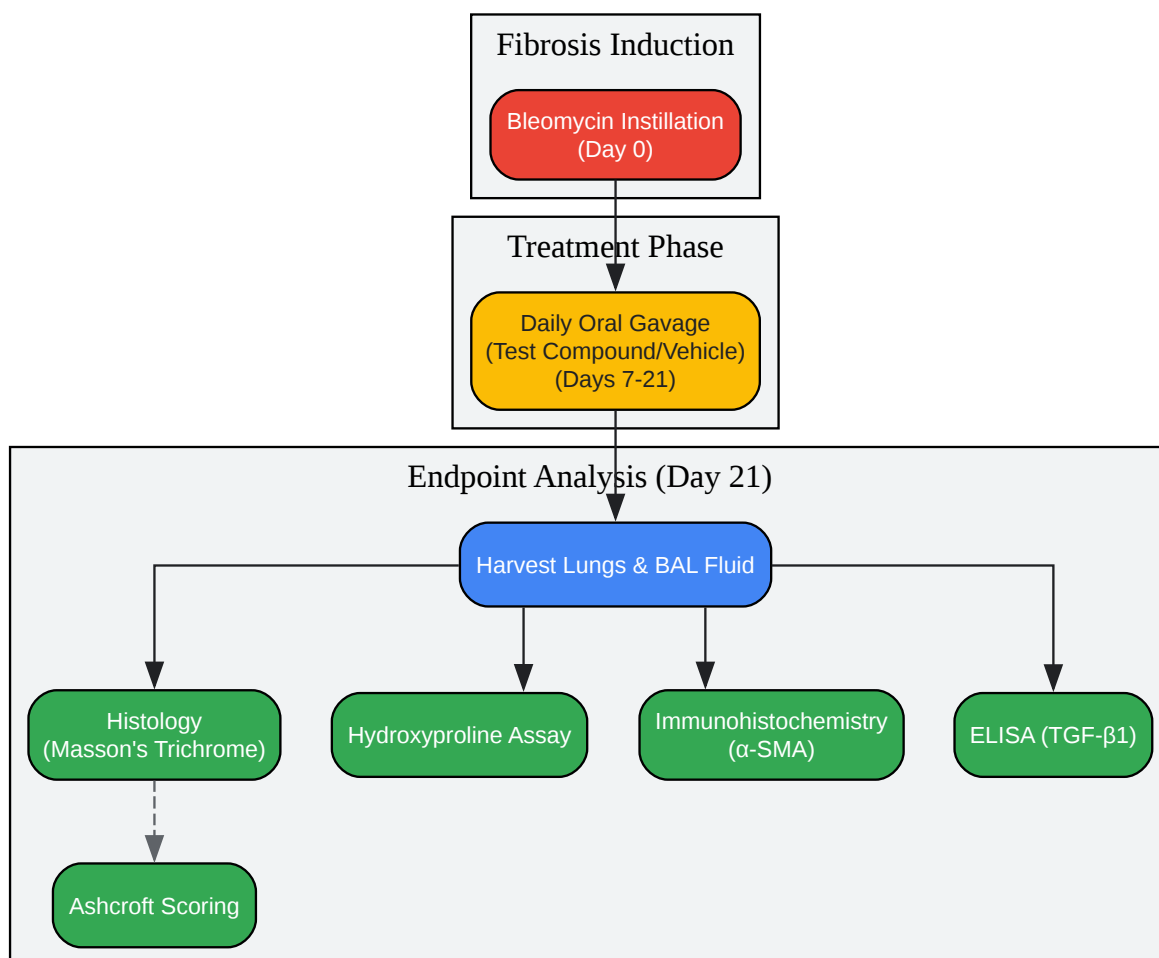 Fibrosis Induction
Bleomycin Instillation
(Day 0)
Treatment Phase
Daily Oral Gavage
(Test Compound/Vehicle)
(Days 7-21)
Endpoint Analysis (Day 21)
Harvest Lungs & BAL Fluid
Histology
(Masson's Trichrome)
Hydroxyproline Assay
Immunohistochemistry
(α-SMA)
ELISA (TGF-β1)
Ashcroft Scoring